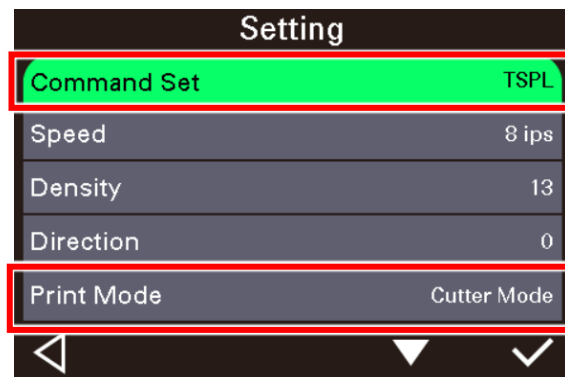 Setting
Command Set TSPL
Speed 8 ips
Density 13
Direction 0
Print Mode Cutter Mode